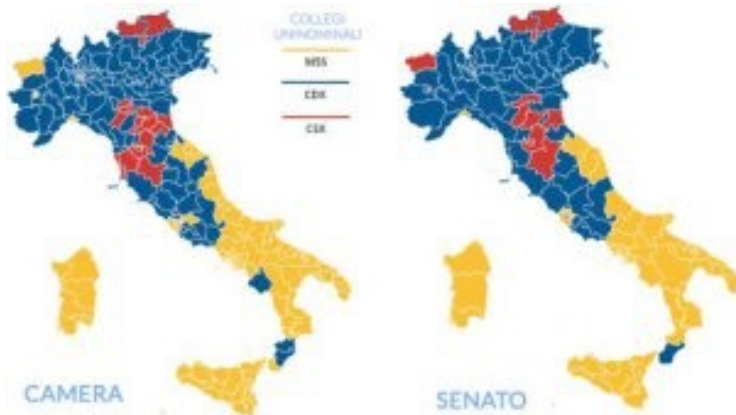 COLLEGI
UNINOMINALI
M5S
CDX
CSX
CAMERA
SENATO